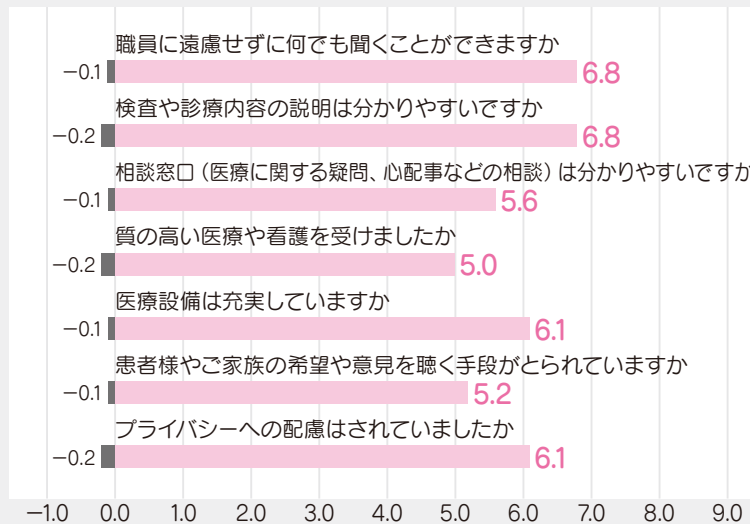 職員に遠慮せずに何でも聞くことができますか
−0.1 6.8
検査や診療内容の説明は分かりやすいですか
−0.2 6.8
相談窓口（医療に関する疑問、心配事などの相談）は分かりやすいですか
−0.1 5.6
質の高い医療や看護を受けましたか
−0.2 5.0
医療設備は充実していますか
−0.1 6.1
患者様やご家族の希望や意見を聴く手段がとられていますか
−0.1 5.2
プライバシーへの配慮はされていましたか
−0.2 6.1
−1.0 0.0 1.0 2.0 3.0 4.0 5.0 6.0 7.0 8.0 9.0